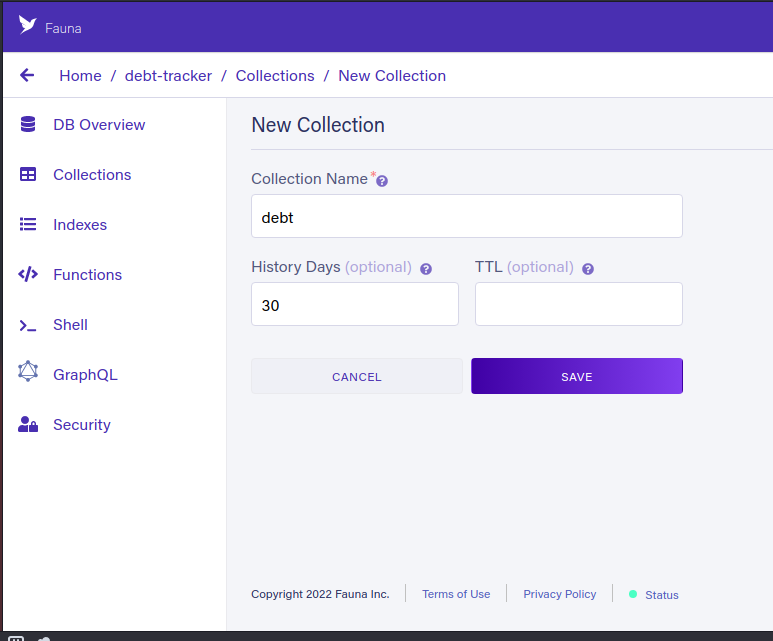 Fauna
Home / debt-tracker / Collections / New Collection
DB Overview
Collections
Indexes
Functions
Shell
GraphQL
Security
New Collection
Collection Name *
debt
History Days (optional) TTL (optional)
30
CANCEL SAVE
Copyright 2022 Fauna Inc. Terms of Use Privacy Policy Status